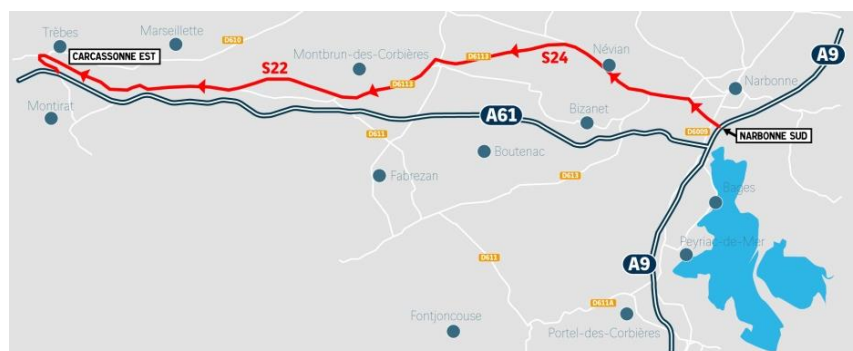 Trèbes
Marseillette
D610
CARCASSONNE EST
Montbrun-des-Corbières
D6113
S24
Névian
A9
S22
D6113
Narbonne
Montirat
A61
Bizanet
D6009
NARBONNE SUD
D611
Boutenac
Fabrezan
D613
Bages
Peyriac-de-Mer
D611
A9
D611A
Fontjoncouse
Portel-des-Corbières